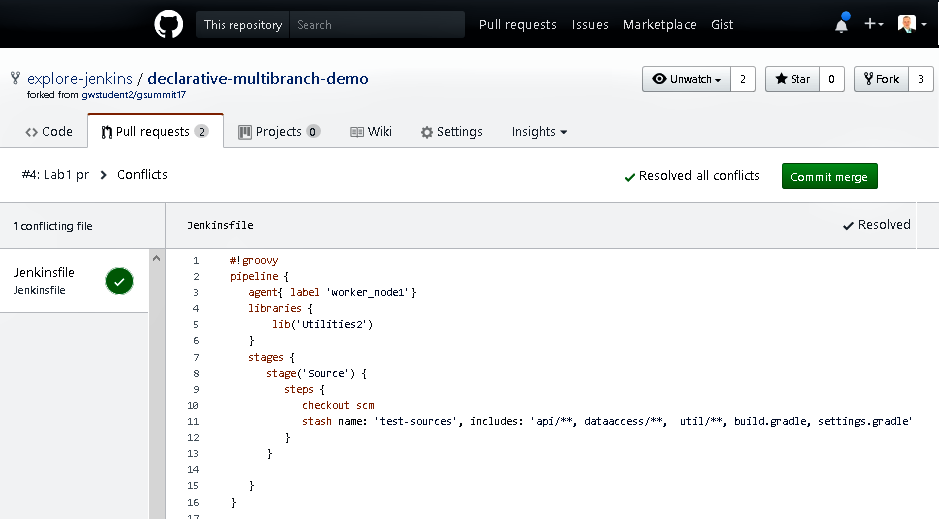 This repository Search Pull requests Issues Marketplace Gist
explore-jenkins / declarative-multibranch-demo
forked from gwstudent2/gsummit17
Unwatch 2 Star 0 Fork 3
Code Pull requests 2 Projects 0 Wiki Settings Insights
#4: Lab1 pr Conflicts
Resolved all conflicts Commit merge
1 conflicting file
Jenkinsfile
Jenkinsfile
Jenkinsfile Resolved
1 #!groovy
2 pipeline {
3 agent{ label 'worker_node1'}
4 libraries {
5 lib('Utilities2')
6 }
7 stages {
8 stage('Source') {
9 steps {
10 checkout scm
11 stash name: 'test-sources', includes: 'api/**, dataaccess/**,  util/**, build.gradle, settings.gradle'
12 }
13 }
14
15 }
16 }
17